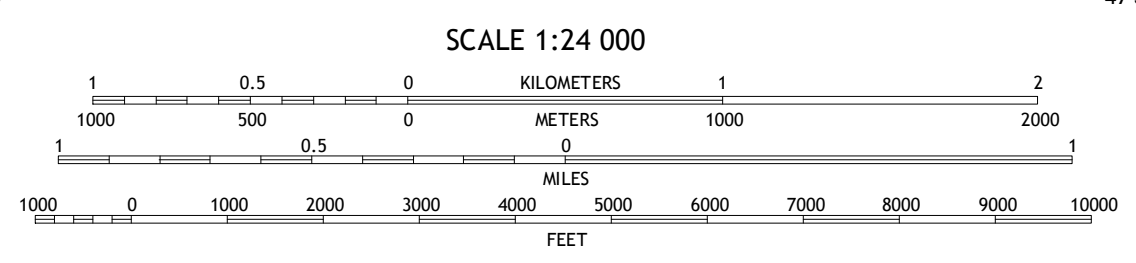 SCALE 1:24 000
1 0.5 0 KILOMETERS 1 2
1000 500 0 METERS 1000 2000
1 0.5 0 1
MILES
1000 0 1000 2000 3000 4000 5000 6000 7000 8000 9000 10000
FEET